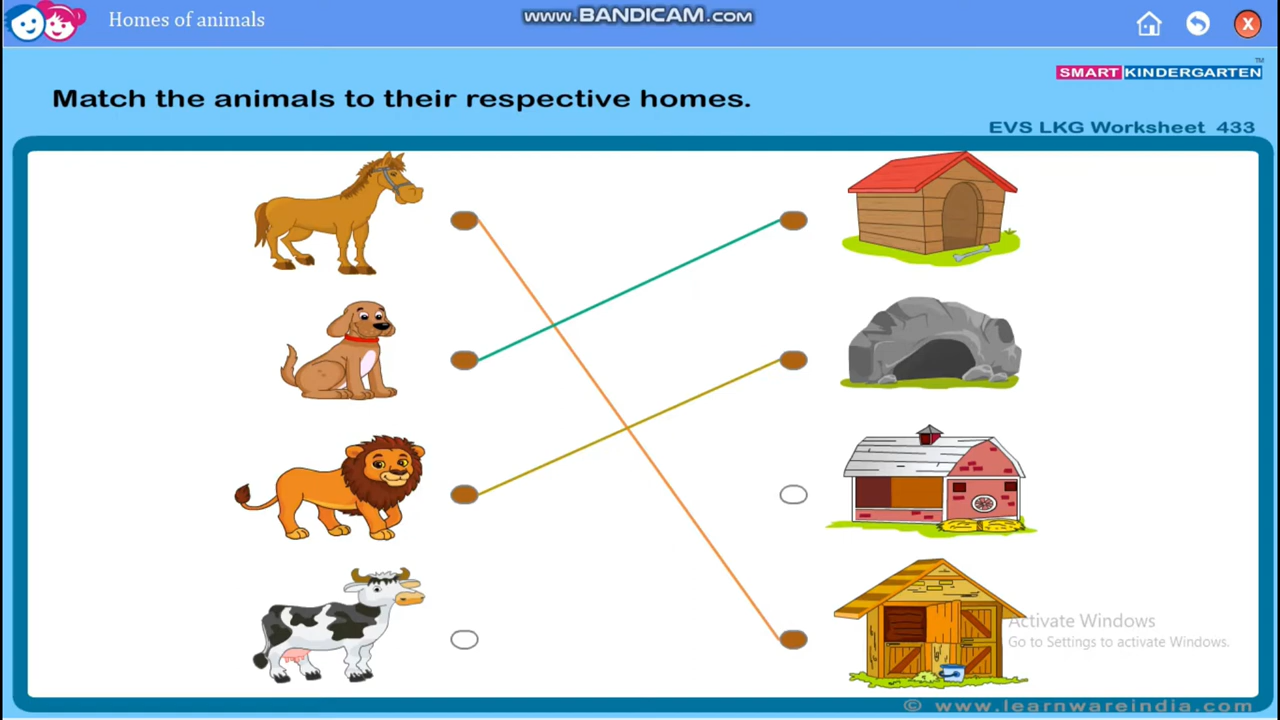 Homes of animals
www.BANDICAM.com
SMART KINDERGARTEN™
Match the animals to their respective homes.
EVS LKG Worksheet 433
Activate Windows
Go to Settings to activate Windows.
© www.learnwareindia.com